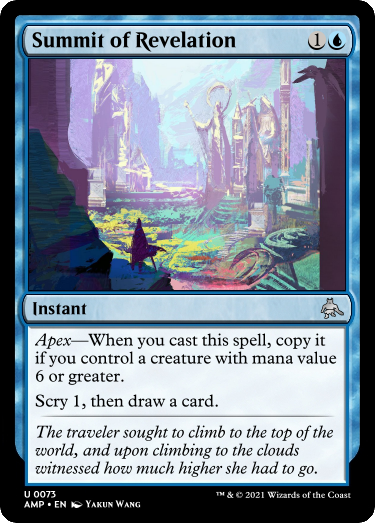 Summit of Revelation 1
Instant
Apex—When you cast this spell, copy it
if you control a creature with mana value
6 or greater.
Scry 1, then draw a card.
The traveler sought to climb to the top of the
world, and upon climbing to the clouds
witnessed how much higher she had to go.
U 0073
AMP • EN Yakun Wang
™ & © 2021 Wizards of the Coast